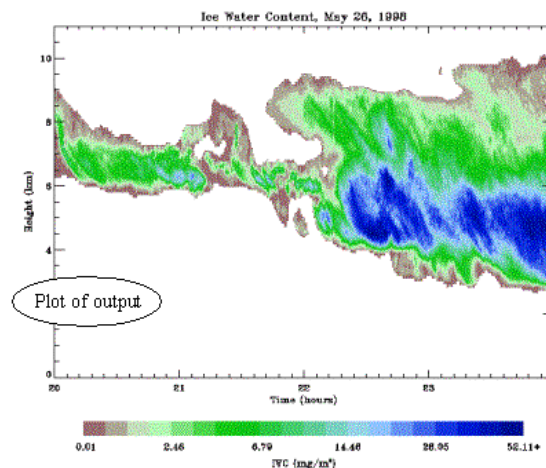 Ice Water Content, May 26, 1998
10
8
6
4
0
Height (km)
Plot of output
20 21 22 23
Time (hours)
0.01 2.46 6.79 14.46 28.05 52.11+
IWC (mg/m³)